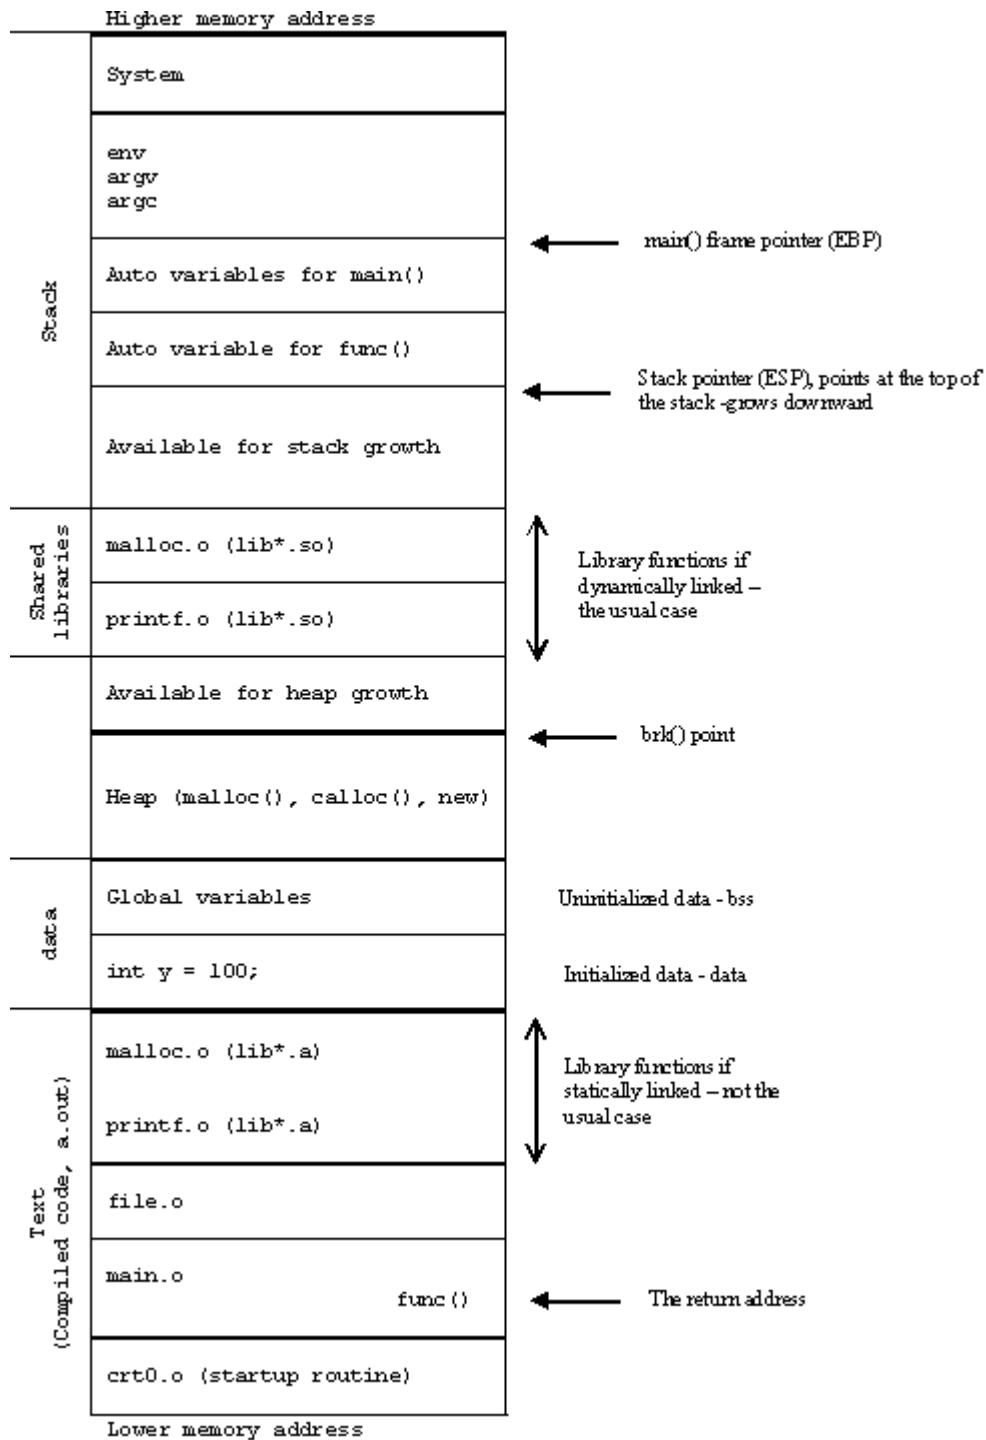 Higher memory address
System
env
argv
argc
main() frame pointer (EBP)
Auto variables for main()
Stack
Auto variable for func()
Stack pointer (ESP), points at the top of
the stack -grows downward
Available for stack growth
Shared
libraries
malloc.o (lib*.so)
printf.o (lib*.so)
Library functions if
dynamically linked –
the usual case
Available for heap growth
brk() point
Heap (malloc(), calloc(), new)
data
Global variables
Uninitialized data - bss
int y = 100;
Initialized data - data
Text
(Compiled code, a.out)
malloc.o (lib*.a)
printf.o (lib*.a)
Library functions if
statically linked – not the
usual case
file.o
main.o
func()
The return address
crt0.o (startup routine)
Lower memory address